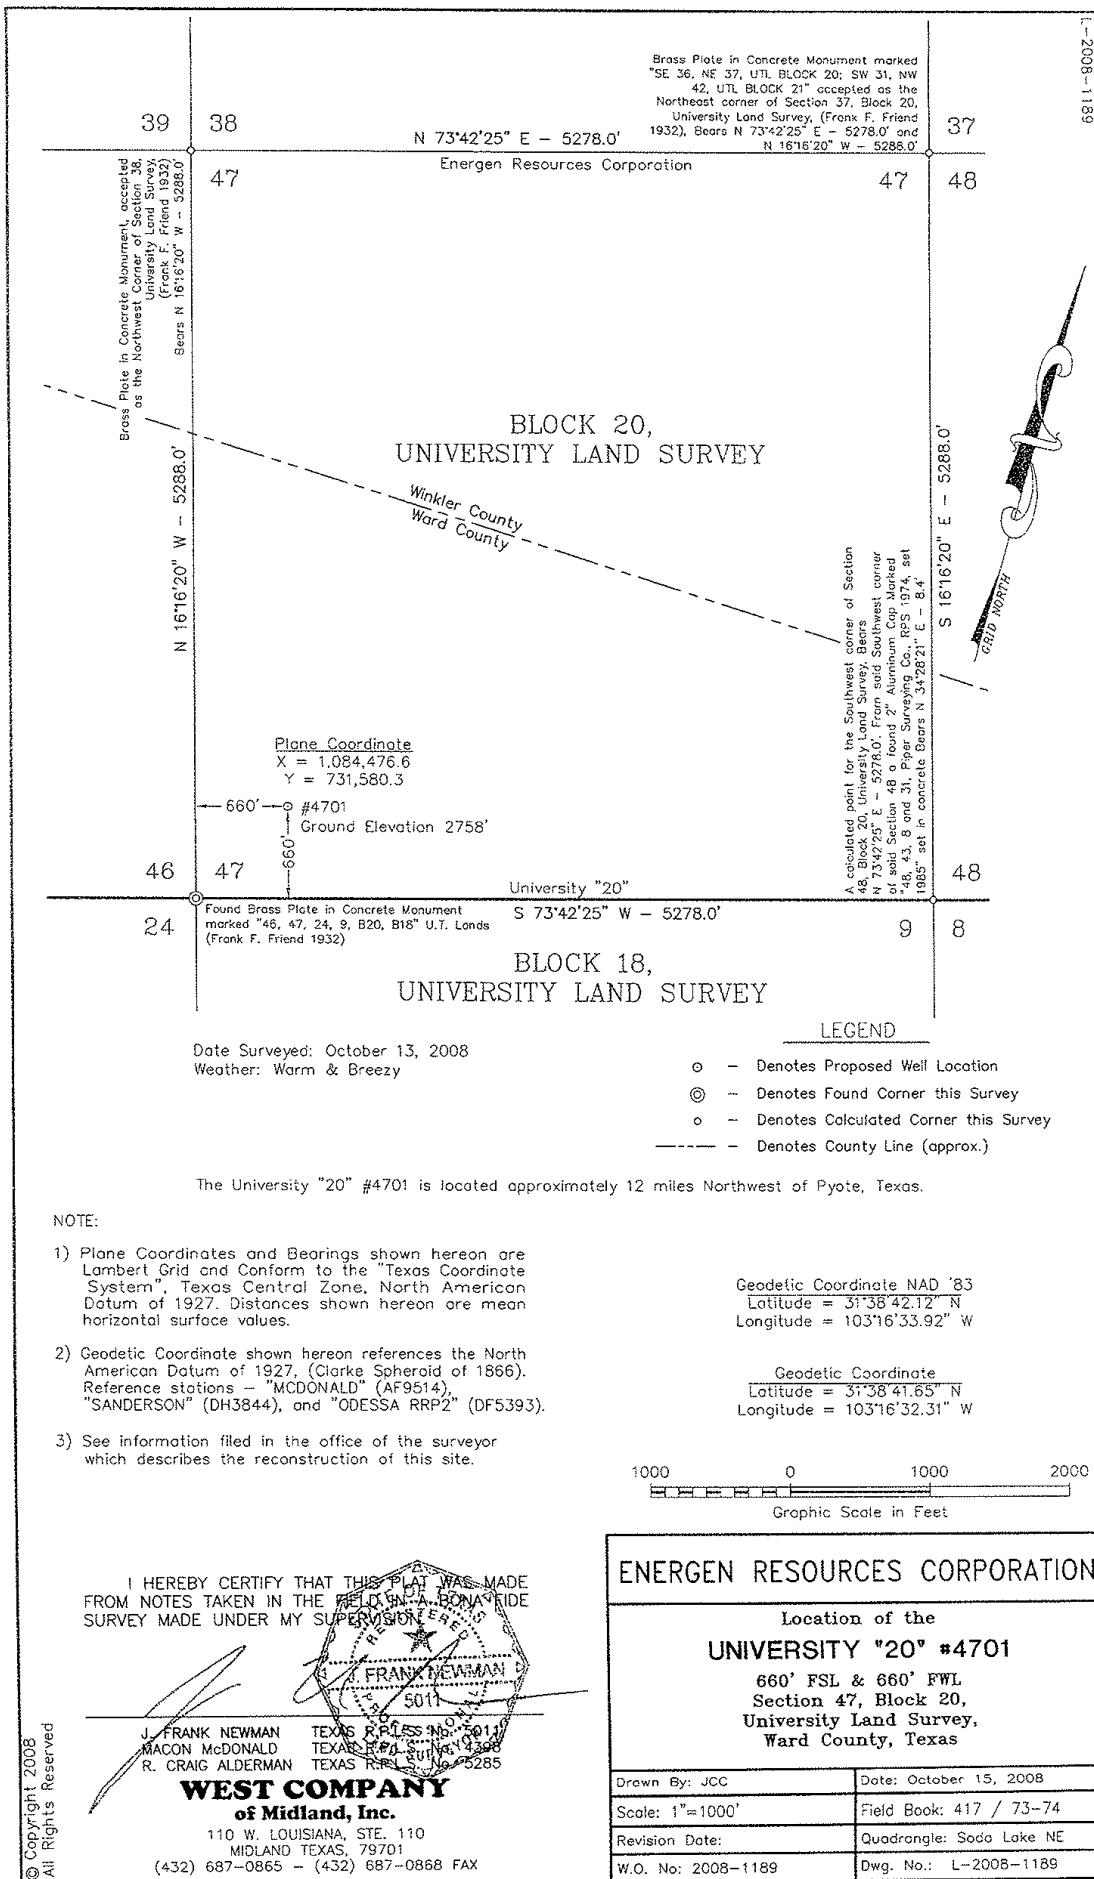 L-2008-1189
Brass Plate in Concrete Monument marked
"SE 36, NE 37, UTL BLOCK 20; SW 31, NW
42, UTL BLOCK 21" accepted as the
Northeast corner of Section 37, Block 20,
University Land Survey, (Frank F. Friend
1932), Bears N 73°42'25" E - 5278.0' and
N 16°16'20" W - 5288.0'
39 38
N 73°42'25" E - 5278.0'
37
Energen Resources Corporation
47
47 48
Brass Plate in Concrete Monument, accepted
as the Northwest Corner of Section 38,
University Land Survey,
(Frank F. Friend 1932)
Bears N 16°16'20" W - 5288.0'
BLOCK 20,
UNIVERSITY LAND SURVEY
Winkler County
Ward County
N 16°16'20" W - 5288.0'
S 16°16'20" E - 5288.0'
GRID NORTH
A calculated point for the Southwest corner of Section
48, Block 20, University Land Survey, Bears
N 73°42'25" E - 5278.0'. From said Southwest corner
of said Section 48 a found 2" Aluminum Cap Marked
"48, 43, 8 and 31, Piper Surveying Co., RPS 1974, set
1985" set in concrete Bears N 34°28'21" E - 8.4'
Plane Coordinate
X = 1,084,476.6
Y = 731,580.3
660' #4701
Ground Elevation 2758'
660'
46 47
48
University "20"
24
Found Brass Plate in Concrete Monument
marked "46, 47, 24, 9, B20, B18" U.T. Lands
(Frank F. Friend 1932)
S 73°42'25" W - 5278.0'
9 8
BLOCK 18,
UNIVERSITY LAND SURVEY
Date Surveyed: October 13, 2008
Weather: Warm & Breezy
LEGEND
- Denotes Proposed Well Location
- Denotes Found Corner this Survey
- Denotes Calculated Corner this Survey
- Denotes County Line (approx.)
The University "20" #4701 is located approximately 12 miles Northwest of Pyote, Texas.
NOTE:
1) Plane Coordinates and Bearings shown hereon are
Lambert Grid and Conform to the "Texas Coordinate
System", Texas Central Zone, North American
Datum of 1927. Distances shown hereon are mean
horizontal surface values.
2) Geodetic Coordinate shown hereon references the North
American Datum of 1927, (Clarke Spheroid of 1866).
Reference stations - "MCDONALD" (AF9514),
"SANDERSON" (DH3844), and "ODESSA RRP2" (DF5393).
3) See information filed in the office of the surveyor
which describes the reconstruction of this site.
Geodetic Coordinate NAD '83
Latitude = 31°38'42.12" N
Longitude = 103°16'33.92" W
Geodetic Coordinate
Latitude = 31°38'41.65" N
Longitude = 103°16'32.31" W
1000 0 1000 2000
Graphic Scale in Feet
I HEREBY CERTIFY THAT THIS PLAT WAS MADE
FROM NOTES TAKEN IN THE FIELD IN A BONA FIDE
SURVEY MADE UNDER MY SUPERVISION.
STATE OF TEXAS
REGISTERED
J. FRANK NEWMAN
5011
PROFESSIONAL
LAND SURVEYOR
J. FRANK NEWMAN TEXAS R.P.L.S. No. 5011
MACON McDONALD TEXAS R.P.L.S. No. 4398
R. CRAIG ALDERMAN TEXAS R.P.L.S. No. 5285
WEST COMPANY
of Midland, Inc.
110 W. LOUISIANA, STE. 110
MIDLAND TEXAS, 79701
(432) 687-0865 - (432) 687-0868 FAX
© Copyright 2008
All Rights Reserved
ENERGEN RESOURCES CORPORATION
Location of the
UNIVERSITY "20" #4701
660' FSL & 660' FWL
Section 47, Block 20,
University Land Survey,
Ward County, Texas
Drawn By: JCC Date: October 15, 2008
Scale: 1"=1000' Field Book: 417 / 73-74
Revision Date: Quadrangle: Soda Lake NE
W.O. No: 2008-1189 Dwg. No.: L-2008-1189